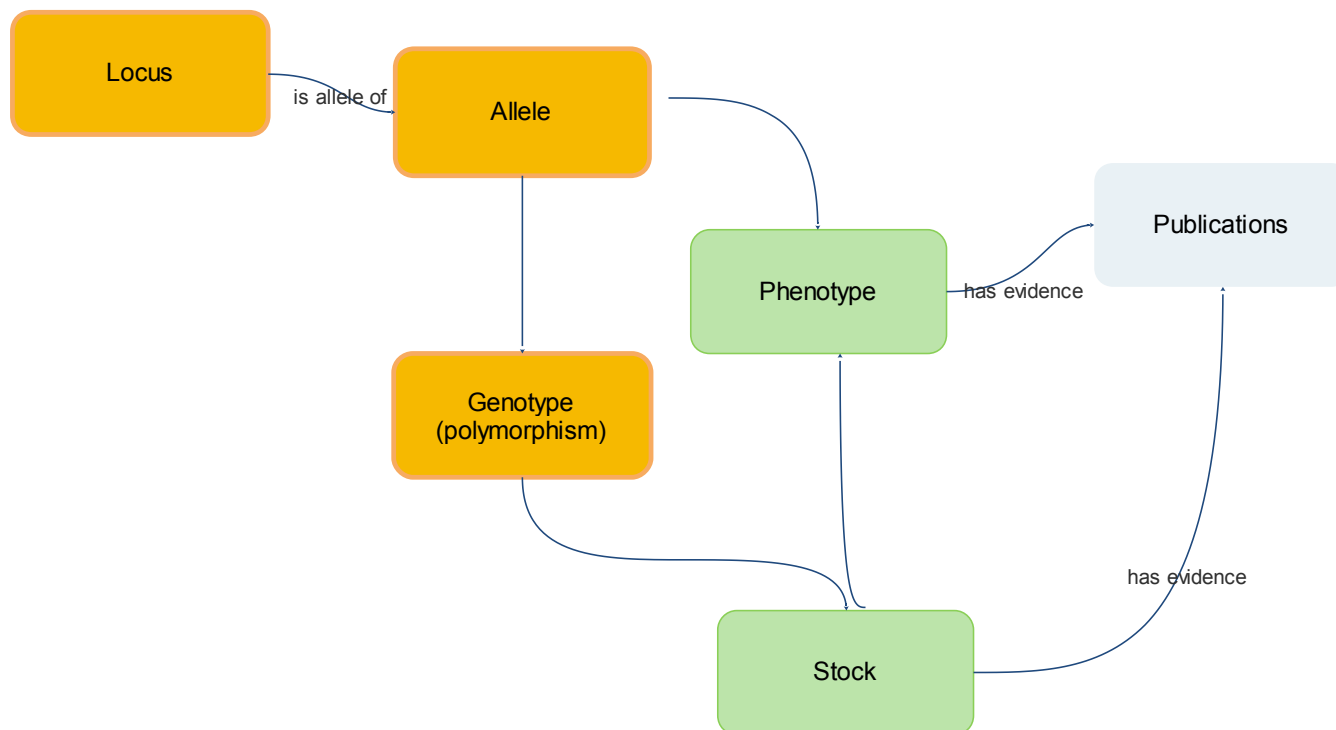 Locus
is allele of
Allele
Publications
Phenotype
has evidence
Genotype
(polymorphism)
has evidence
Stock